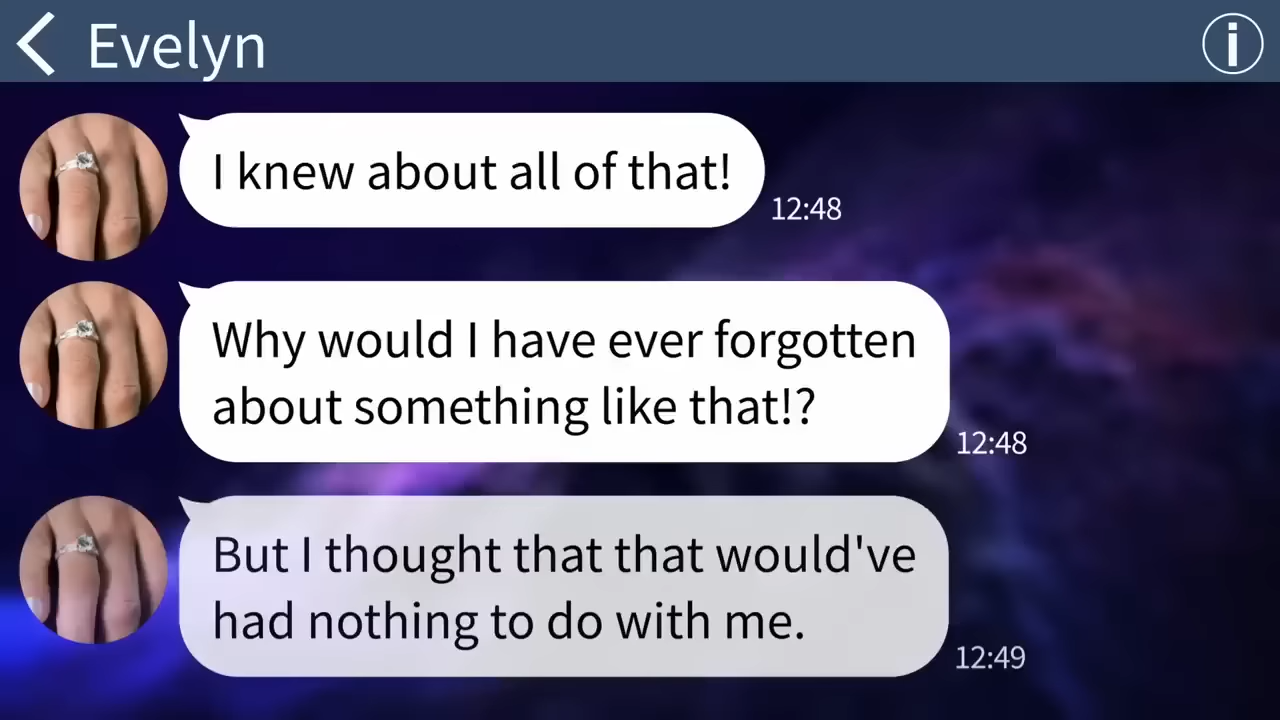 Evelyn
I knew about all of that!
12:48
Why would I have ever forgotten
about something like that!?
12:48
But I thought that that would've
had nothing to do with me.
12:49